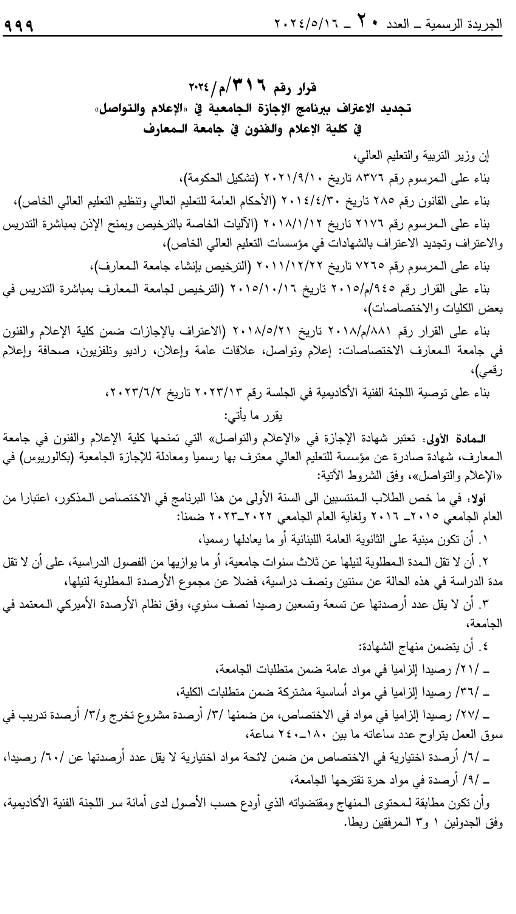 الجريدة الرسمية ـ العدد ٢٠ ـ ٢٠٢٤/٥/١٦
٩٩٩
قرار رقم ٣١٦/م/٢٠٢٤
تجديد الاعتراف ببرنامج الإجازة الجامعية في «الإعلام والتواصل»
في كلية الإعلام والفنون في جامعة المعارف
إن وزير التربية والتعليم العالي،
بناء على المرسوم رقم ٨٣٧٦ تاريخ ٢٠٢١/٩/١٠ (تشكيل الحكومة)،
بناء على القانون رقم ٢٨٥ تاريخ ٢٠١٤/٤/٣٠ (الأحكام العامة للتعليم العالي وتنظيم التعليم العالي الخاص)،
بناء على المرسوم رقم ٢١٧٦ تاريخ ٢٠١٨/١/١٢ (الآليات الخاصة بالترخيص وبمنح الإذن بمباشرة التدريس
والاعتراف وتجديد الاعتراف بالشهادات في مؤسسات التعليم العالي الخاص)،
بناء على المرسوم رقم ٧٢٦٥ تاريخ ٢٠١١/١٢/٢٢ (الترخيص بإنشاء جامعة المعارف)،
بناء على القرار رقم ٩٤٥/م/٢٠١٥ تاريخ ٢٠١٥/١٠/١٦ (الترخيص لجامعة المعارف بمباشرة التدريس في
بعض الكليات والاختصاصات)،
بناء على القرار رقم ٨٨١/م/٢٠١٨ تاريخ ٢٠١٨/٥/٢١ (الاعتراف بالإجازات ضمن كلية الإعلام والفنون
في جامعة المعارف الاختصاصات: إعلام وتواصل، علاقات عامة وإعلان، راديو وتلفزيون، صحافة وإعلام
رقمي)،
بناء على توصية اللجنة الفنية الأكاديمية في الجلسة رقم ٢٠٢٣/١٣ تاريخ ٢٠٢٣/٦/٢،
يقرر ما يأتي:
المادة الأولى: تعتبر شهادة الإجازة في «الإعلام والتواصل» التي تمنحها كلية الإعلام والفنون في جامعة
المعارف، شهادة صادرة عن مؤسسة للتعليم العالي معترف بها رسميا ومعادلة للإجازة الجامعية (بكالوريوس) في
«الإعلام والتواصل»، وفق الشروط الآتية:
أولا: في ما خص الطلاب المنتسبين الى السنة الأولى من هذا البرنامج في الاختصاص المذكور، اعتبارا من
العام الجامعي ٢٠١٥ـ ٢٠١٦ ولغاية العام الجامعي ٢٠٢٢ـ٢٠٢٣ ضمنا:
١. أن تكون مبنية على الثانوية العامة اللبنانية أو ما يعادلها رسميا،
٢. أن لا تقل المدة المطلوبة لنيلها عن ثلاث سنوات جامعية، أو ما يوازيها من الفصول الدراسية، على أن لا تقل
مدة الدراسة في هذه الحالة عن سنتين ونصف دراسية، فضلا عن مجموع الأرصدة المطلوبة لنيلها،
٣. أن لا يقل عدد أرصدتها عن تسعة وتسعين رصيدا نصف سنوي، وفق نظام الأرصدة الأميركي المعتمد في
الجامعة،
٤. أن يتضمن منهاج الشهادة:
ـ /٢١/ رصيدا إلزاميا في مواد عامة ضمن متطلبات الجامعة،
ـ /٣٦/ رصيدا إلزاميا في مواد أساسية مشتركة ضمن متطلبات الكلية،
ـ /٢٧/ رصيدا إلزاميا في مواد في الاختصاص، من ضمنها /٣/ أرصدة مشروع تخرج و/٣/ أرصدة تدريب في
سوق العمل يتراوح عدد ساعاته ما بين ١٨٠ـ٢٤٠ ساعة،
ـ /٦/ أرصدة اختيارية في الاختصاص من ضمن لائحة مواد اختيارية لا يقل عدد أرصدتها عن /٦٠/ رصيدا،
ـ /٩/ أرصدة في مواد حرة تقترحها الجامعة،
وأن تكون مطابقة لمحتوى المنهاج ومقتضياته الذي أودع حسب الأصول لدى أمانة سر اللجنة الفنية الأكاديمية،
وفق الجدولين ١ و٣ المرفقين ربطا.